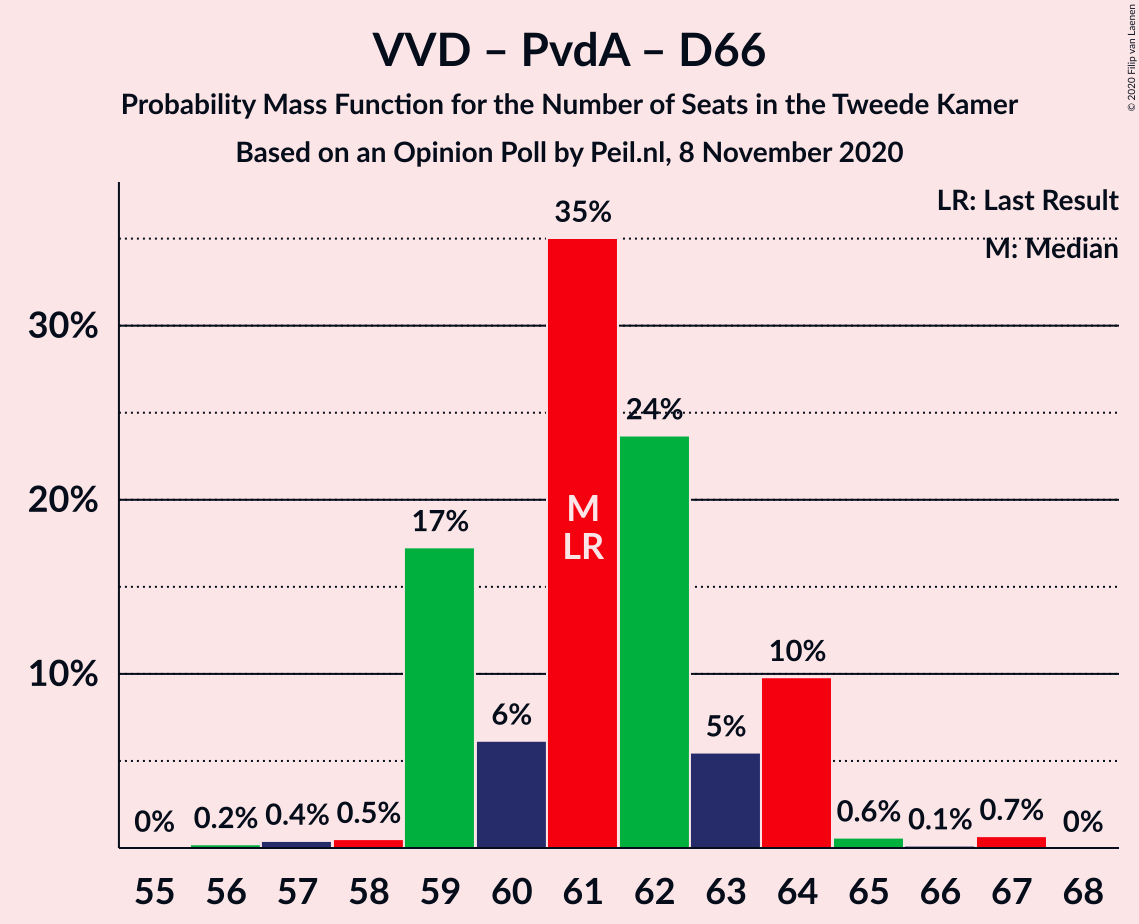 VVD – PvdA – D66
Probability Mass Function for the Number of Seats in the Tweede Kamer
Based on an Opinion Poll by Peil.nl, 8 November 2020
© 2020 Filip van Laenen
LR: Last Result
M: Median
30%
20%
10%
0%
0.2%
0.4%
0.5%
17%
6%
35%
24%
5%
10%
0.6%
0.1%
0.7%
0%
M
LR
55 56 57 58 59 60 61 62 63 64 65 66 67 68